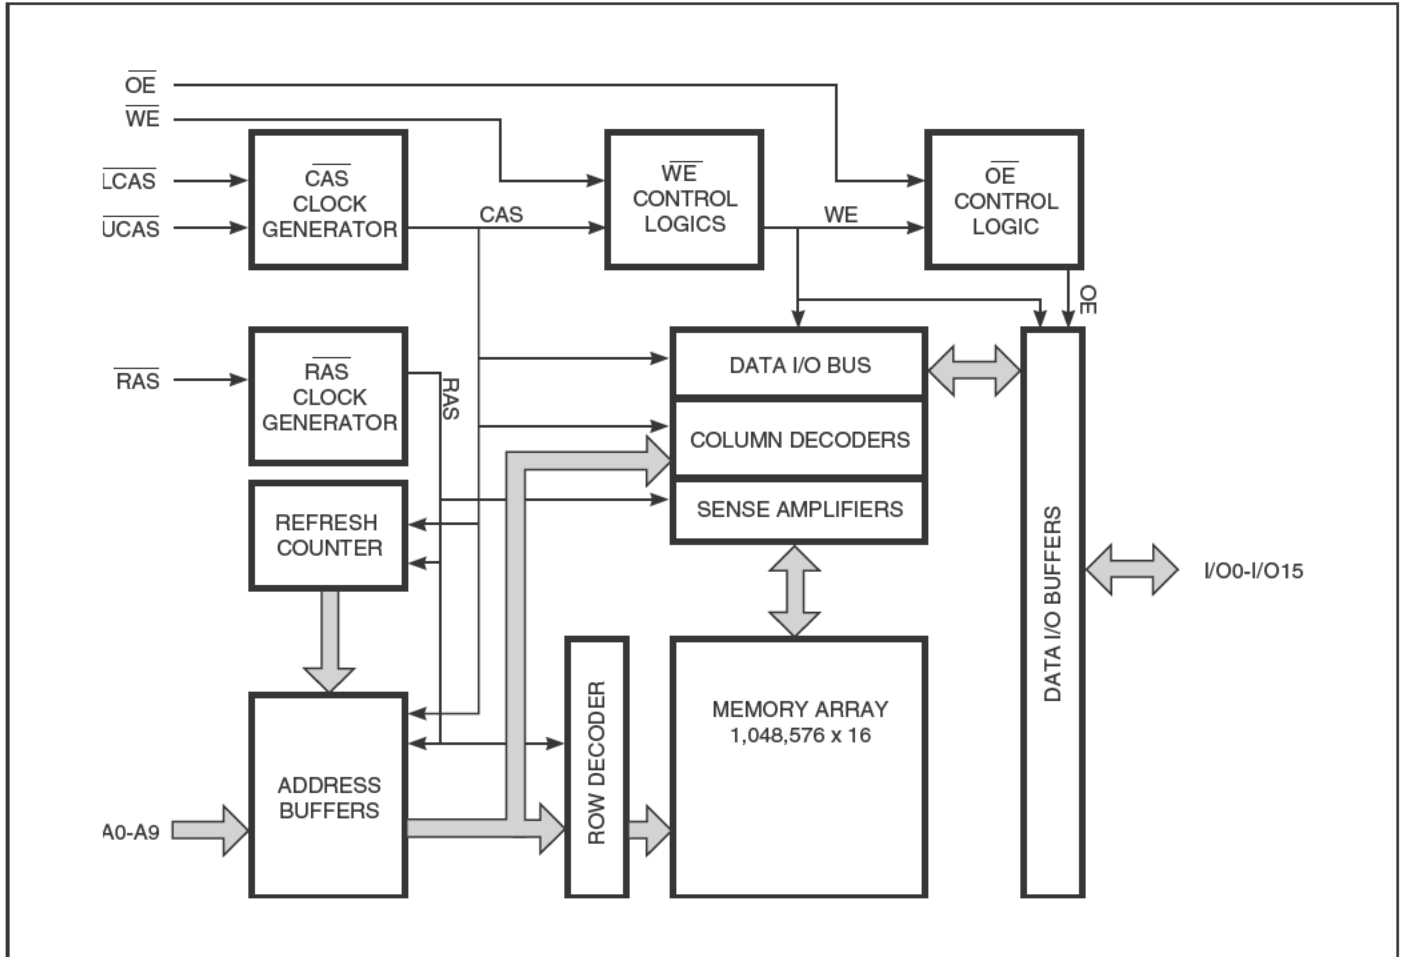 OE
WE
LCAS
UCAS
CAS
CLOCK
GENERATOR
CAS
WE
CONTROL
LOGICS
WE
OE
CONTROL
LOGIC
OE
RAS
RAS
CLOCK
GENERATOR
RAS
DATA I/O BUS
COLUMN DECODERS
SENSE AMPLIFIERS
REFRESH
COUNTER
DATA I/O BUFFERS
I/O0-I/O15
ROW DECODER
MEMORY ARRAY
1,048,576 x 16
ADDRESS
BUFFERS
A0-A9